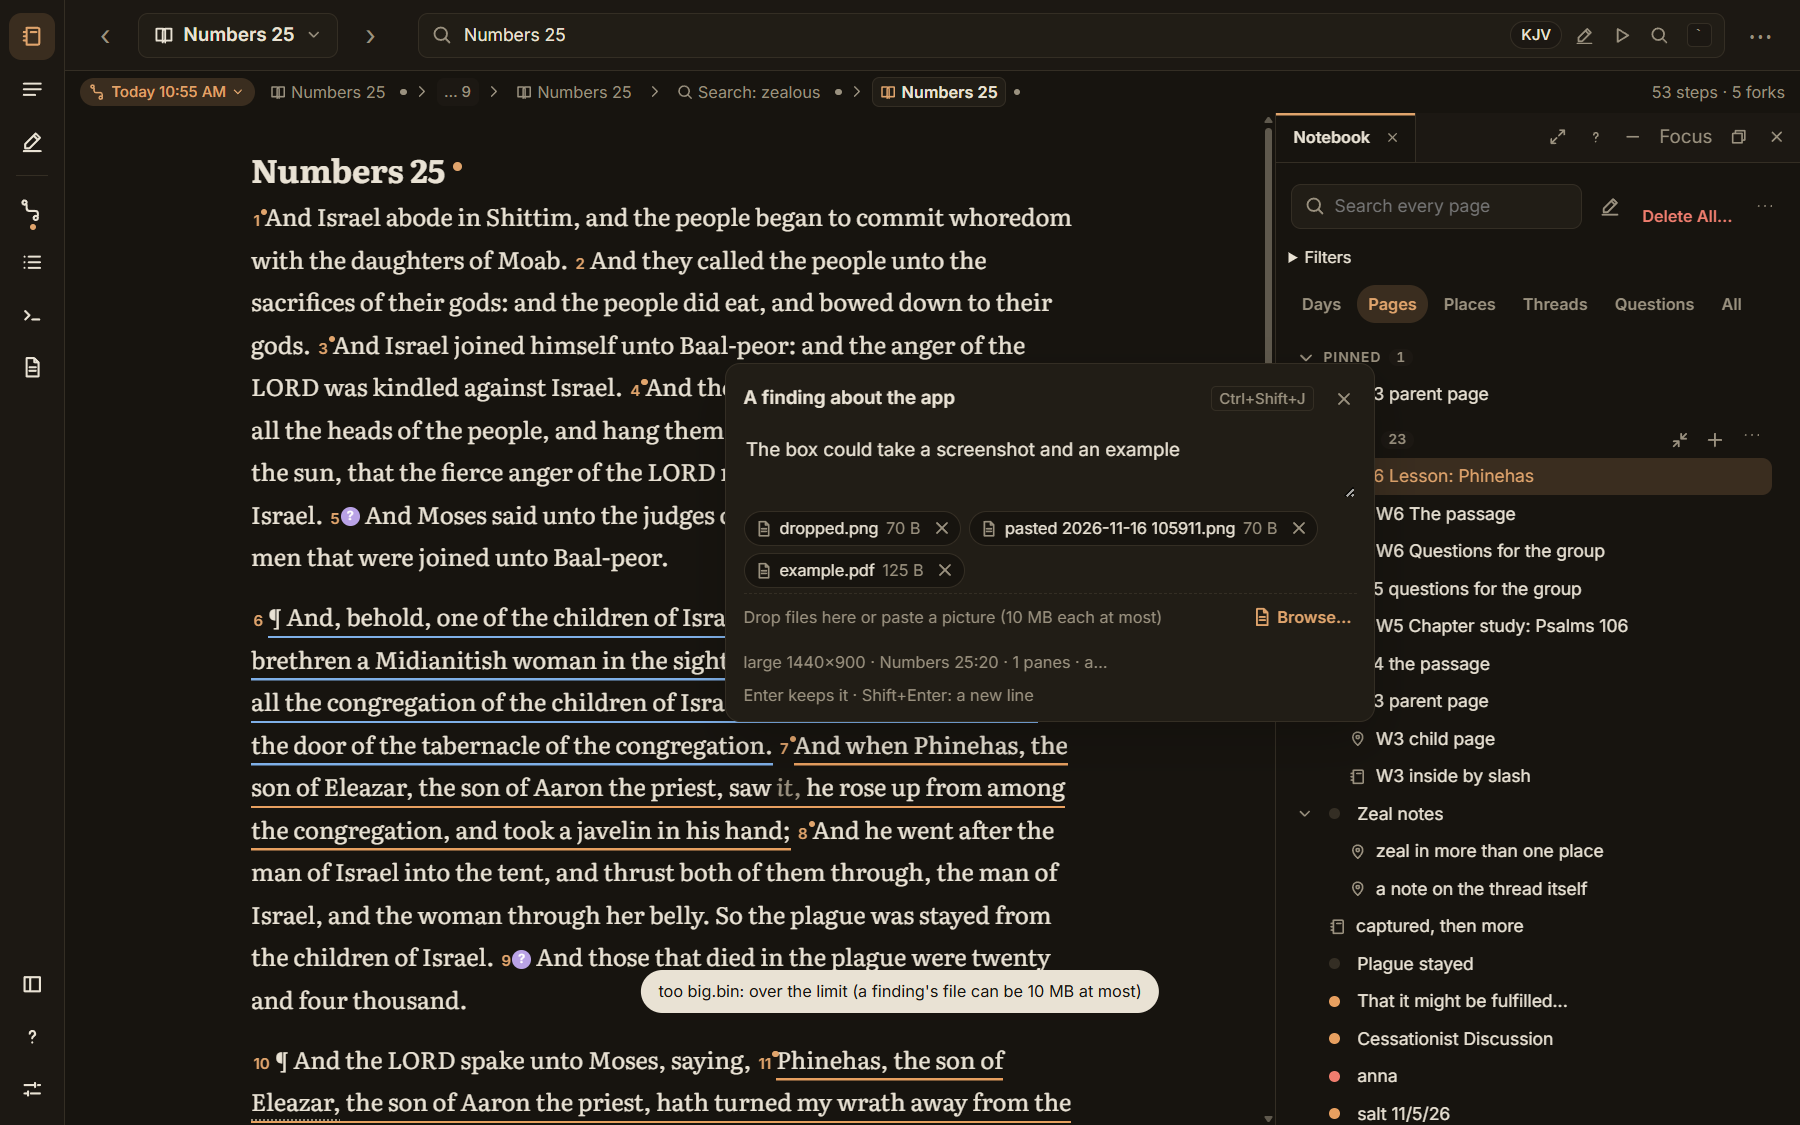 Numbers 25
Numbers 25
KJV
`
...
Today 10:55 AM
Numbers 25
... 9
Numbers 25
Search: zealous
Numbers 25
53 steps · 5 forks
Numbers 25
1 And Israel abode in Shittim, and the people began to commit whoredom
with the daughters of Moab. 2 And they called the people unto the
sacrifices of their gods: and the people did eat, and bowed down to their
gods. 3 And Israel joined himself unto Baal-peor: and the anger of the
LORD was kindled against Israel. 4 And the
all the heads of the people, and hang them
the sun, that the fierce anger of the LORD
Israel. 5 ? And Moses said unto the judges
men that were joined unto Baal-peor.
6 ¶ And, behold, one of the children of Isra
brethren a Midianitish woman in the sight
all the congregation of the children of Isra
the door of the tabernacle of the congregation. 7 And when Phinehas, the
son of Eleazar, the son of Aaron the priest, saw it, he rose up from among
the congregation, and took a javelin in his hand; 8 And he went after the
man of Israel into the tent, and thrust both of them through, the man of
Israel, and the woman through her belly. So the plague was stayed from
the children of Israel. 9 ? And those that died in the plague were twenty
and four thousand.
10 ¶ And the LORD spake unto Moses, saying, 11 Phinehas, the son of
Eleazar, the son of Aaron the priest, hath turned my wrath away from the
A finding about the app
Ctrl+Shift+J
The box could take a screenshot and an example
dropped.png 70 B
pasted 2026-11-16 105911.png 70 B
example.pdf 125 B
Drop files here or paste a picture (10 MB each at most)
Browse...
large 1440×900 · Numbers 25:20 · 1 panes · a...
Enter keeps it · Shift+Enter: a new line
too big.bin: over the limit (a finding's file can be 10 MB at most)
Notebook
?
Focus
Search every page
Delete All...
...
Filters
Days Pages Places Threads Questions All
PINNED 1
3 parent page
23
...
6 Lesson: Phinehas
W6 The passage
W6 Questions for the group
5 questions for the group
W5 Chapter study: Psalms 106
4 the passage
3 parent page
W3 child page
W3 inside by slash
Zeal notes
zeal in more than one place
a note on the thread itself
captured, then more
Plague stayed
That it might be fulfilled...
Cessationist Discussion
anna
salt 11/5/26
?